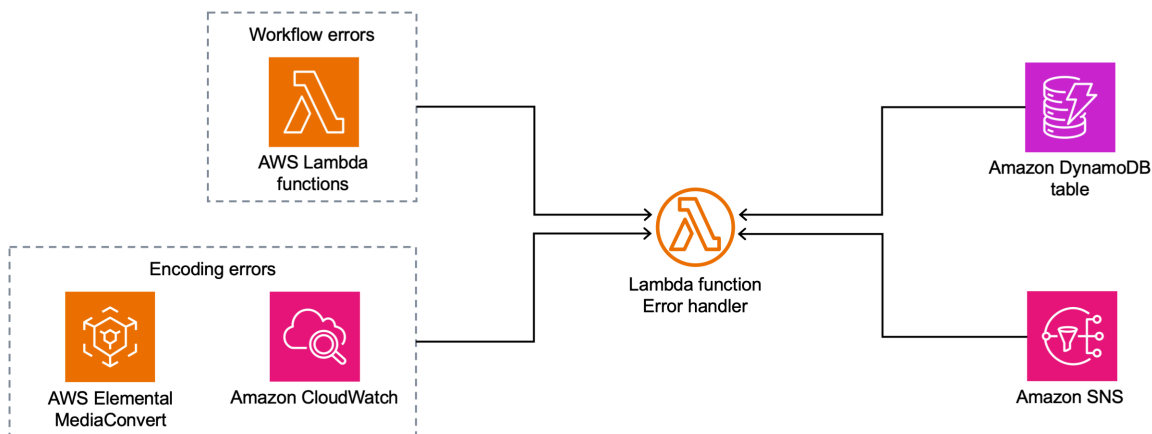 Workflow errors
AWS Lambda
functions
Encoding errors
AWS Elemental
MediaConvert
Amazon CloudWatch
Lambda function
Error handler
Amazon DynamoDB
table
Amazon SNS